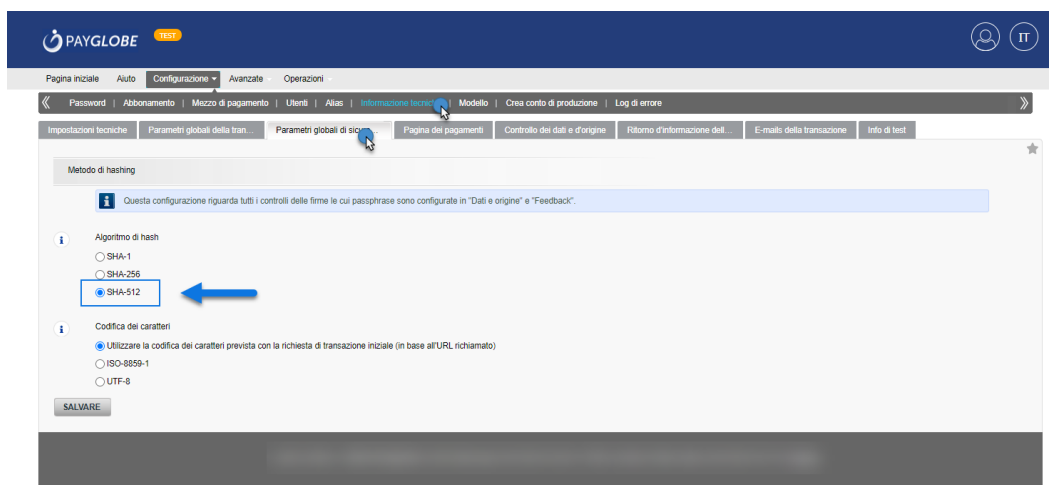 PAYGLOBE TEST IT
Pagina iniziale Aiuto Configurazione Avanzate Operazioni
Password | Abbonamento | Mezzo di pagamento | Utenti | Alias | Informazione tecniche | Modello | Crea conto di produzione | Log di errore
Impostazioni tecniche Parametri globali della tran... Parametri globali di sicur... Pagina dei pagamenti Controllo dei dati e d'origine Ritorno d'informazione dell... E-mails della transazione Info di test
Metodo di hashing
Questa configurazione riguarda tutti i controlli delle firme le cui passphrase sono configurate in "Dati e origine" e "Feedback".
Algoritmo di hash
SHA-1
SHA-256
SHA-512
Codifica dei caratteri
Utilizzare la codifica dei caratteri prevista con la richiesta di transazione iniziale (in base all'URL richiamato)
ISO-8859-1
UTF-8
SALVARE